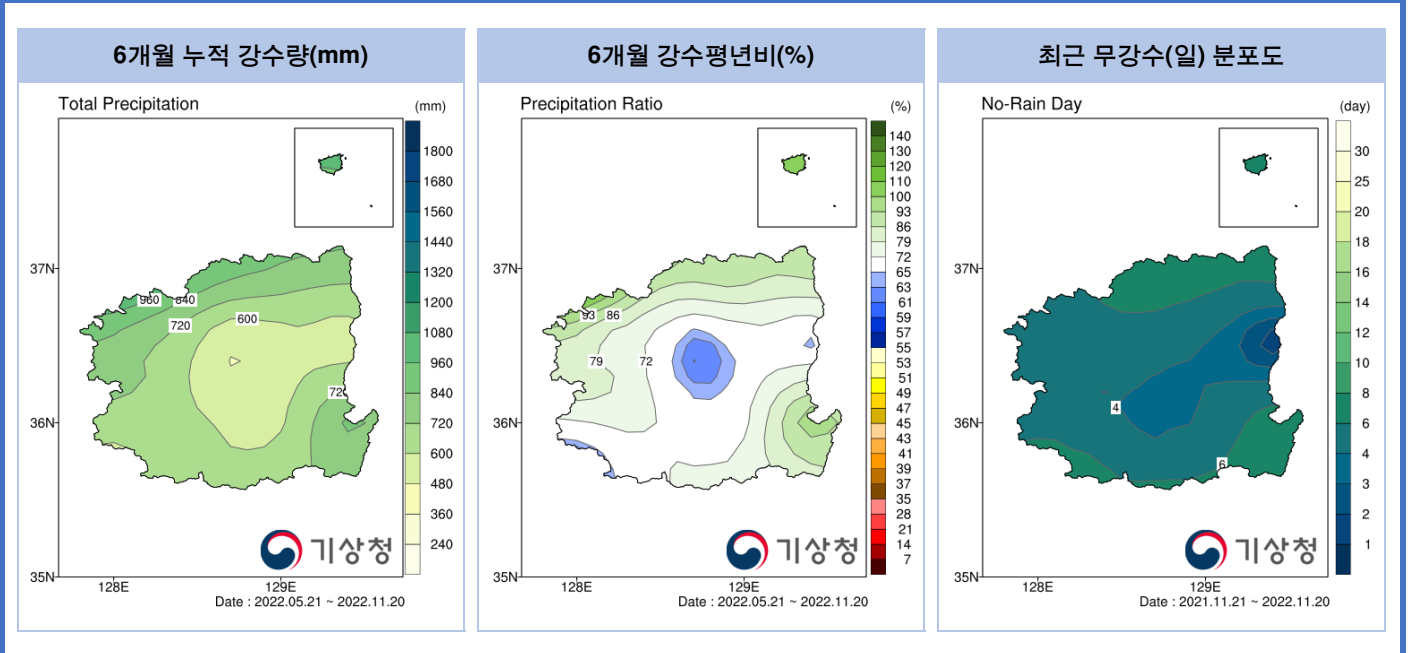 6개월 누적 강수량(mm)
Total Precipitation
(mm)
1800
1680
1560
1440
1320
1200
1080
960
840
720
600
480
360
240
37N
36N
35N
960
840
720
600
720
기상청
128E
129E
Date : 2022.05.21 ~ 2022.11.20
6개월 강수평년비(%)
Precipitation Ratio
(%)
140
130
120
110
100
93
86
79
72
65
63
61
59
57
55
53
51
49
47
45
43
41
39
37
35
28
21
14
7
37N
36N
35N
93
86
79
72
기상청
128E
129E
Date : 2022.05.21 ~ 2022.11.20
최근 무강수(일) 분포도
No-Rain Day
(day)
30
25
20
18
16
14
12
10
8
6
4
3
2
1
37N
36N
35N
4
6
기상청
128E
129E
Date : 2021.11.21 ~ 2022.11.20